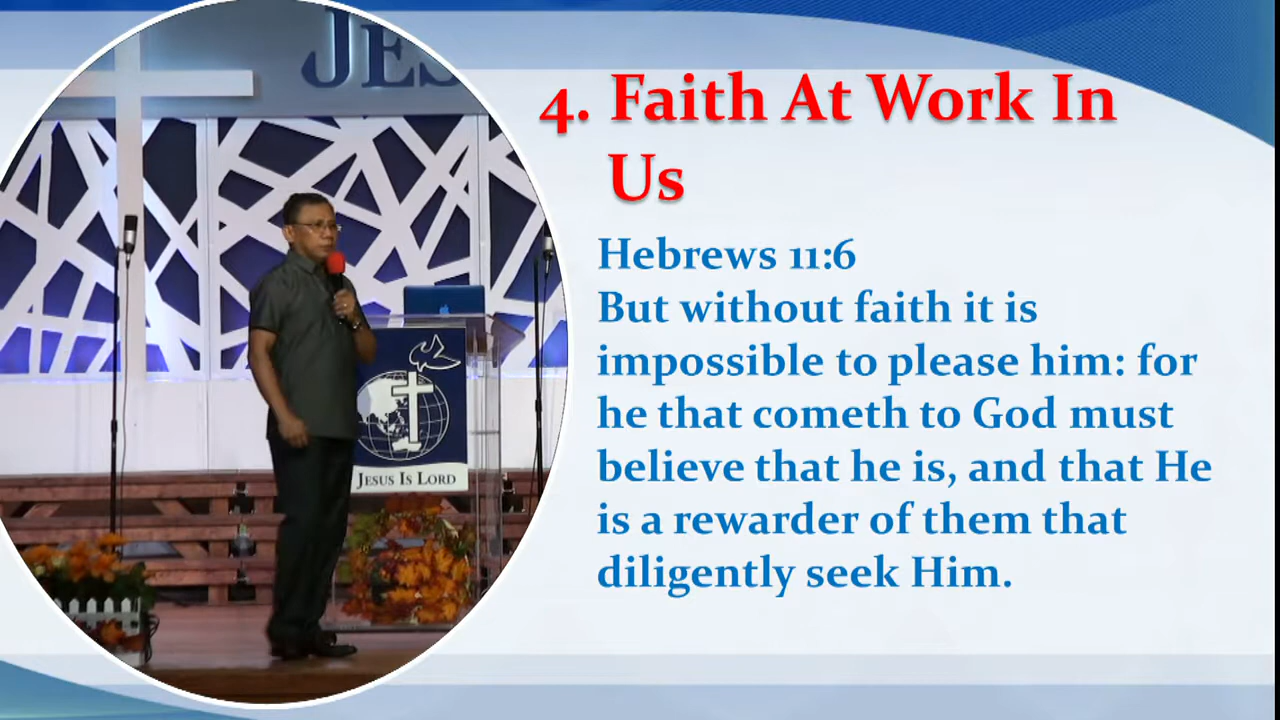 JES
JESUS IS LORD
4. Faith At Work In
Us
Hebrews 11:6
But without faith it is
impossible to please him: for
he that cometh to God must
believe that he is, and that He
is a rewarder of them that
diligently seek Him.